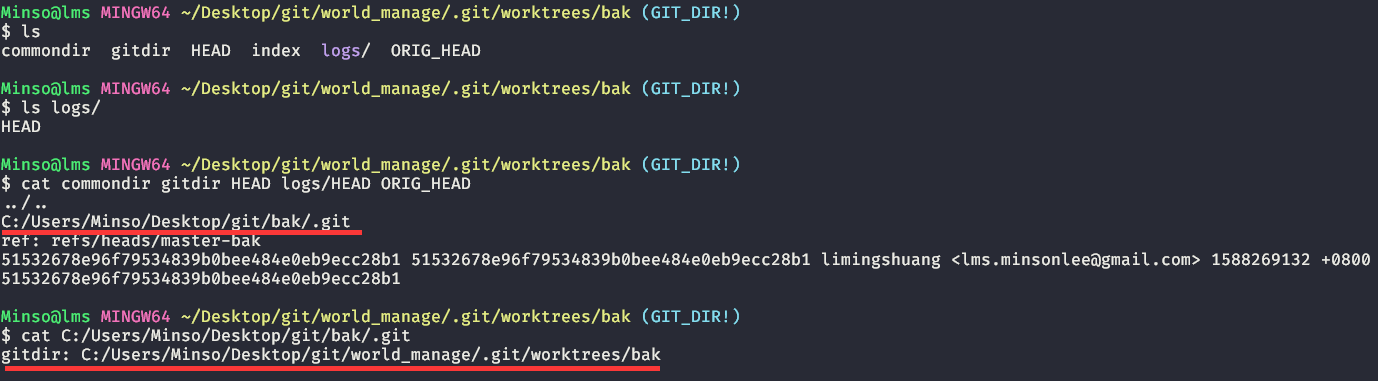 Minso@lms MINGW64 ~/Desktop/git/world_manage/.git/worktrees/bak (GIT_DIR!)
$ ls
commondir  gitdir  HEAD  index  logs/  ORIG_HEAD
Minso@lms MINGW64 ~/Desktop/git/world_manage/.git/worktrees/bak (GIT_DIR!)
$ ls logs/
HEAD
Minso@lms MINGW64 ~/Desktop/git/world_manage/.git/worktrees/bak (GIT_DIR!)
$ cat commondir gitdir HEAD logs/HEAD ORIG_HEAD
../..
C:/Users/Minso/Desktop/git/bak/.git
ref: refs/heads/master-bak
51532678e96f79534839b0bee484e0eb9ecc28b1 51532678e96f79534839b0bee484e0eb9ecc28b1 limingshuang <lms.minsonlee@gmail.com> 1588269132 +0800
51532678e96f79534839b0bee484e0eb9ecc28b1
Minso@lms MINGW64 ~/Desktop/git/world_manage/.git/worktrees/bak (GIT_DIR!)
$ cat C:/Users/Minso/Desktop/git/bak/.git
gitdir: C:/Users/Minso/Desktop/git/world_manage/.git/worktrees/bak